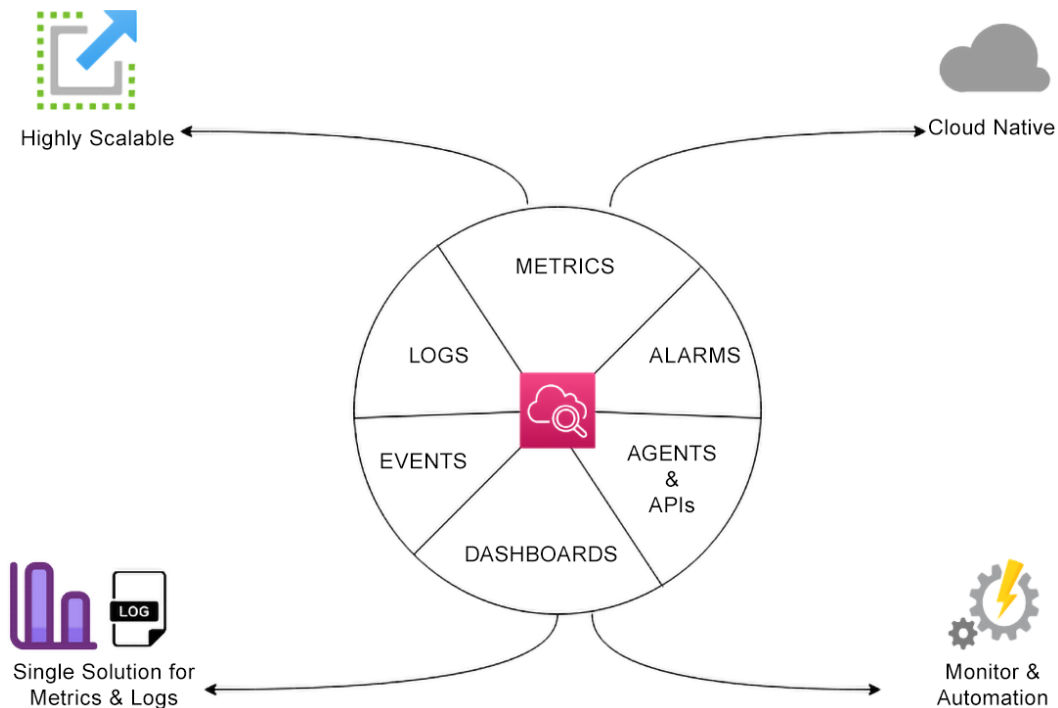 Highly Scalable
Cloud Native
METRICS
LOGS
ALARMS
EVENTS
AGENTS
&
APIs
DASHBOARDS
LOG
Single Solution for
Metrics & Logs
Monitor &
Automation